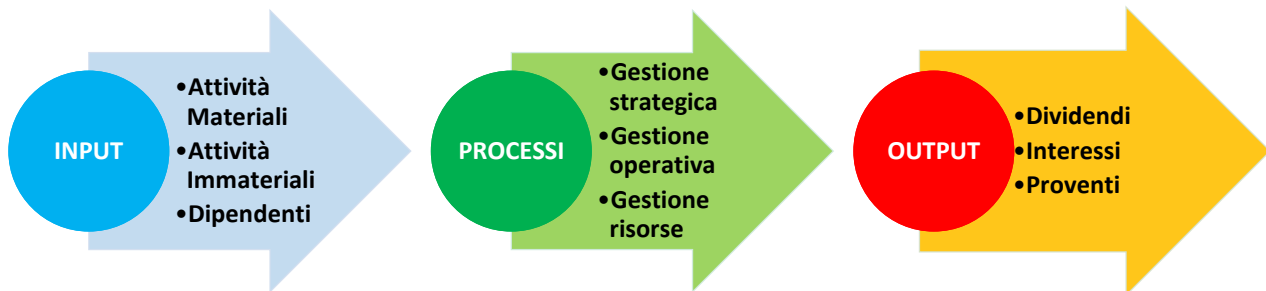 INPUT
•Attività
Materiali
•Attività
Immateriali
•Dipendenti
PROCESSI
•Gestione
strategica
•Gestione
operativa
•Gestione
risorse
OUTPUT
•Dividendi
•Interessi
•Proventi